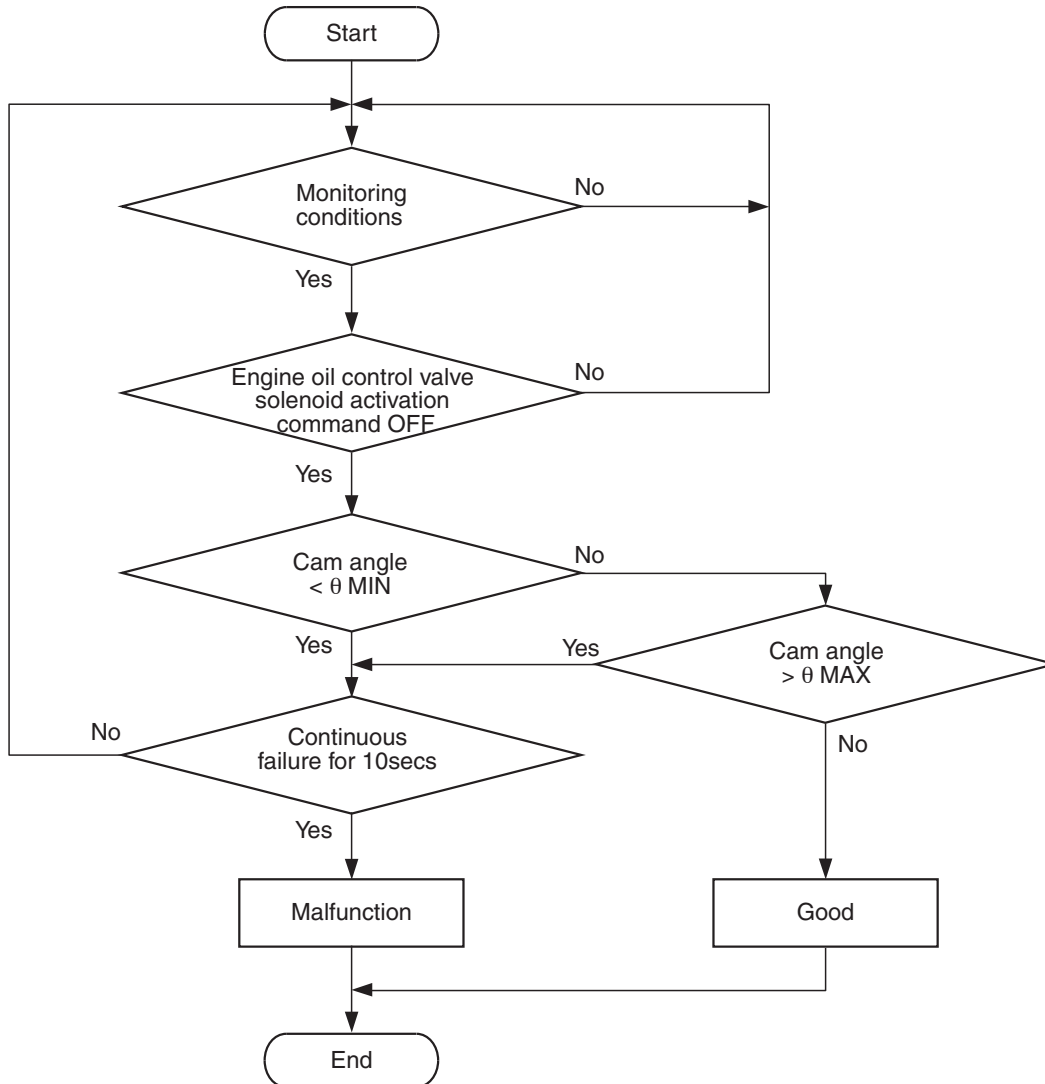 Start
Monitoring
conditions
No
Yes
Engine oil control valve
solenoid activation
command OFF
No
Yes
Cam angle
< θ MIN
No
Yes
Cam angle
> θ MAX
Yes
No
Continuous
failure for 10secs
No
Yes
Malfunction
Good
End